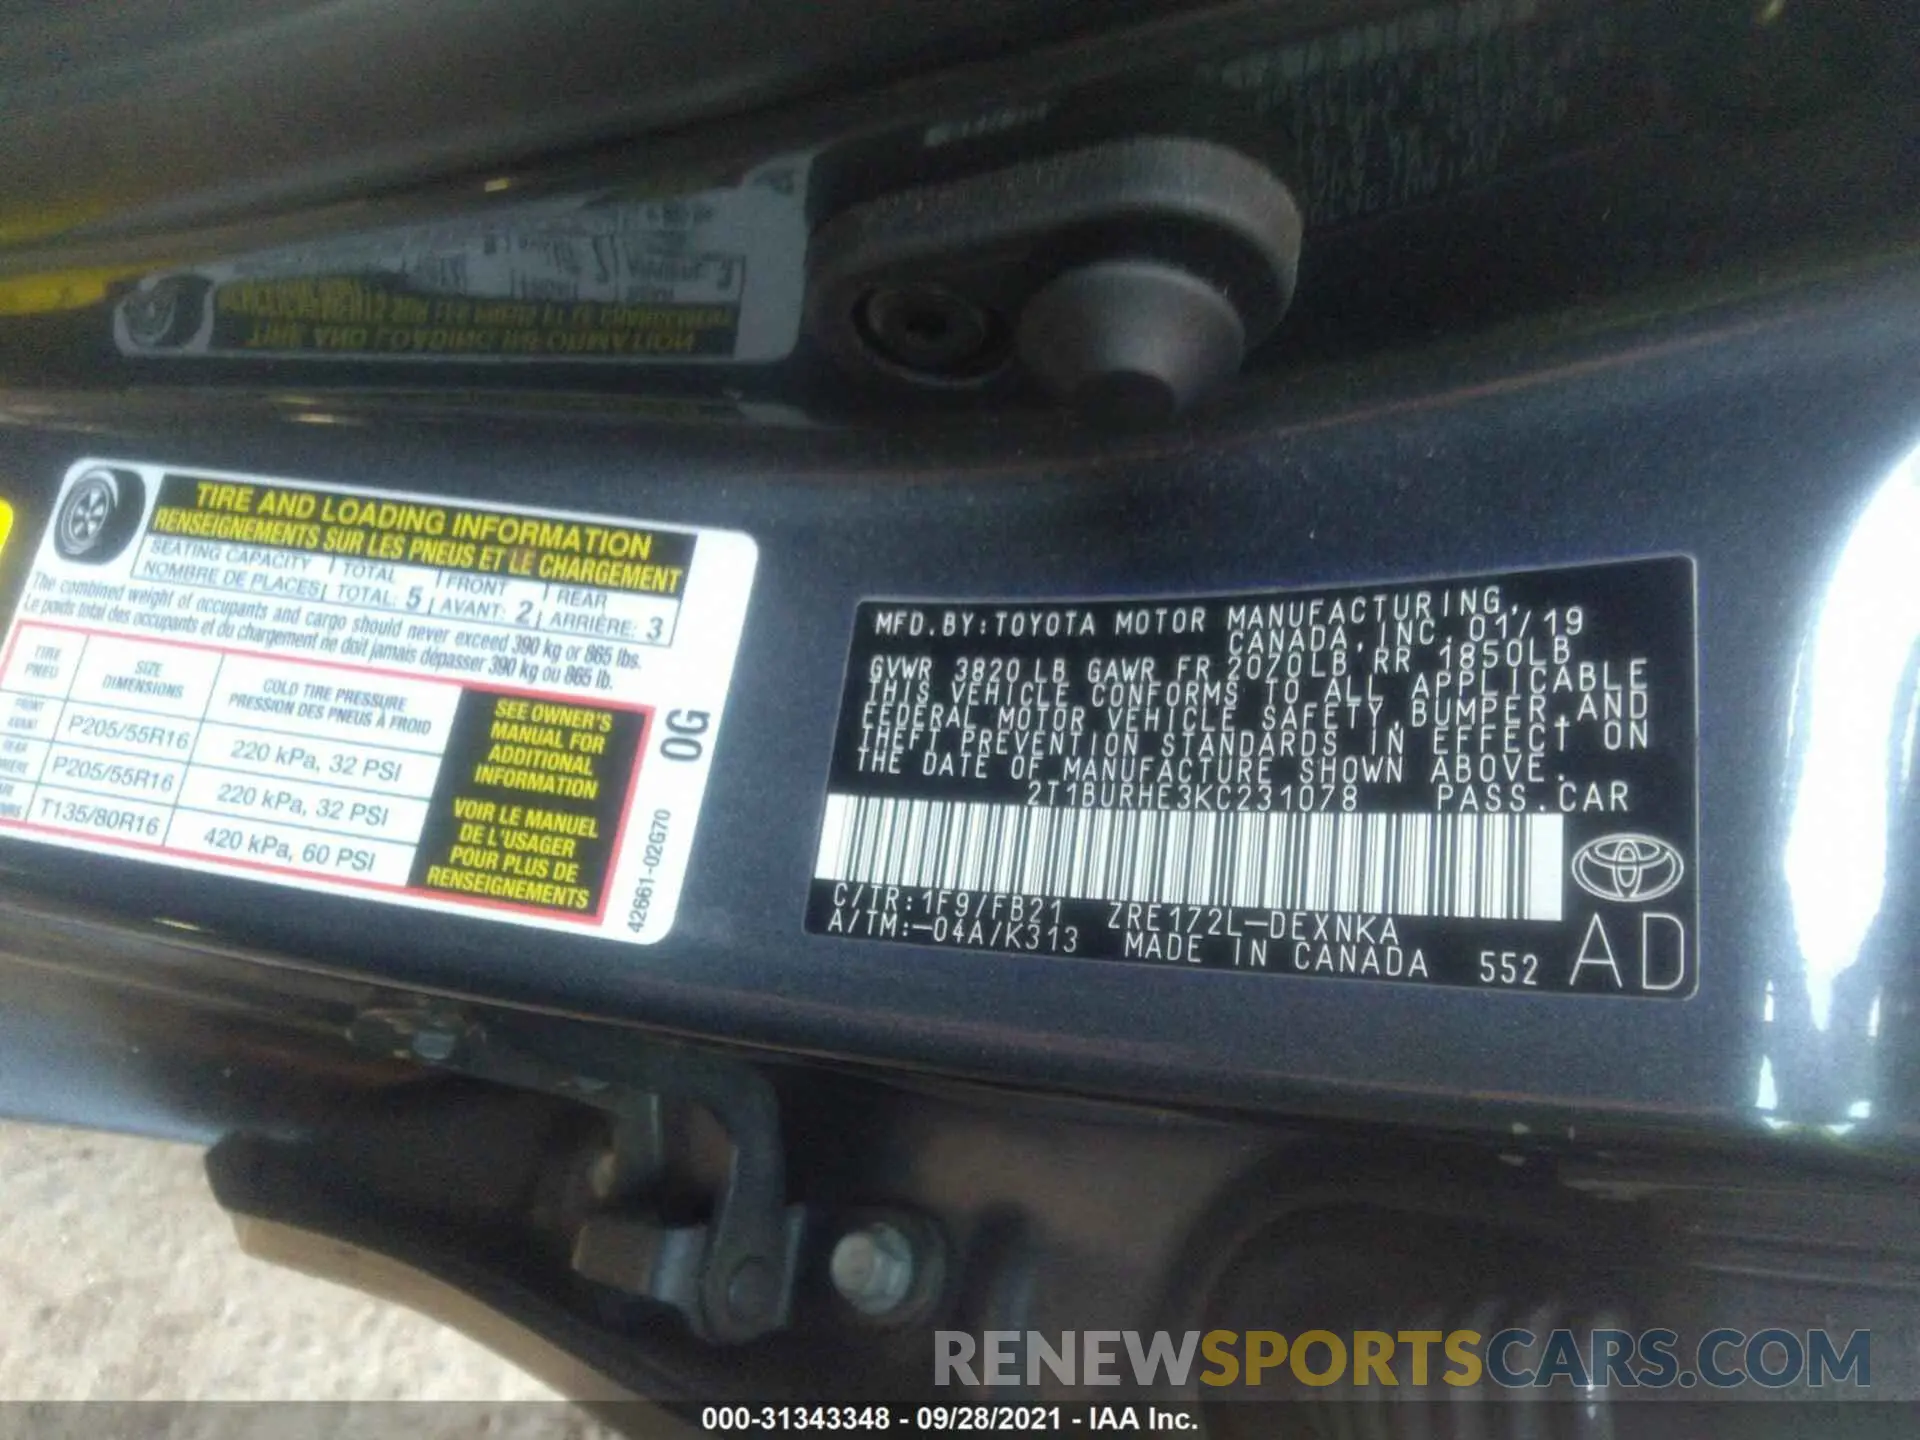 TIRE AND LOADING INFORMATION
RENSEIGNEMENTS SUR LES PNEUS ET LE CHARGEMENT
SEATING CAPACITY TOTAL FRONT REAR
NOMBRE DE PLACES TOTAL: 5 AVANT: 2 ARRIÈRE: 3
The combined weight of occupants and cargo should never exceed 390 kg or 865 lbs.
Le poids total des occupants et du chargement ne doit jamais dépasser 390 kg ou 865 lb.
TIRE SIZE COLD TIRE PRESSURE
PNEU DIMENSIONS PRESSION DES PNEUS À FROID
FRONT
AVANT P205/55R16 220 kPa, 32 PSI
REAR
P205/55R16 220 kPa, 32 PSI
T135/80R16 420 kPa, 60 PSI
SEE OWNER'S
MANUAL FOR
ADDITIONAL
INFORMATION
VOIR LE MANUEL
DE L'USAGER
POUR PLUS DE
RENSEIGNEMENTS
0G
42661-02G70
MFD.BY:TOYOTA MOTOR MANUFACTURING,
CANADA,INC. 01/19
GVWR 3820 LB GAWR FR 2070LB RR 1850LB
THIS VEHICLE CONFORMS TO ALL APPLICABLE
FEDERAL MOTOR VEHICLE SAFETY,BUMPER,AND
THEFT PREVENTION STANDARDS IN EFFECT ON
THE DATE OF MANUFACTURE SHOWN ABOVE.
2T1BURHE3KC231078 PASS.CAR
C/TR:1F9/FB21 ZRE172L-DEXNKA
A/TM:-04A/K313 MADE IN CANADA 552 AD
RENEWSPORTSCARS.COM
000-31343348 - 09/28/2021 - IAA Inc.